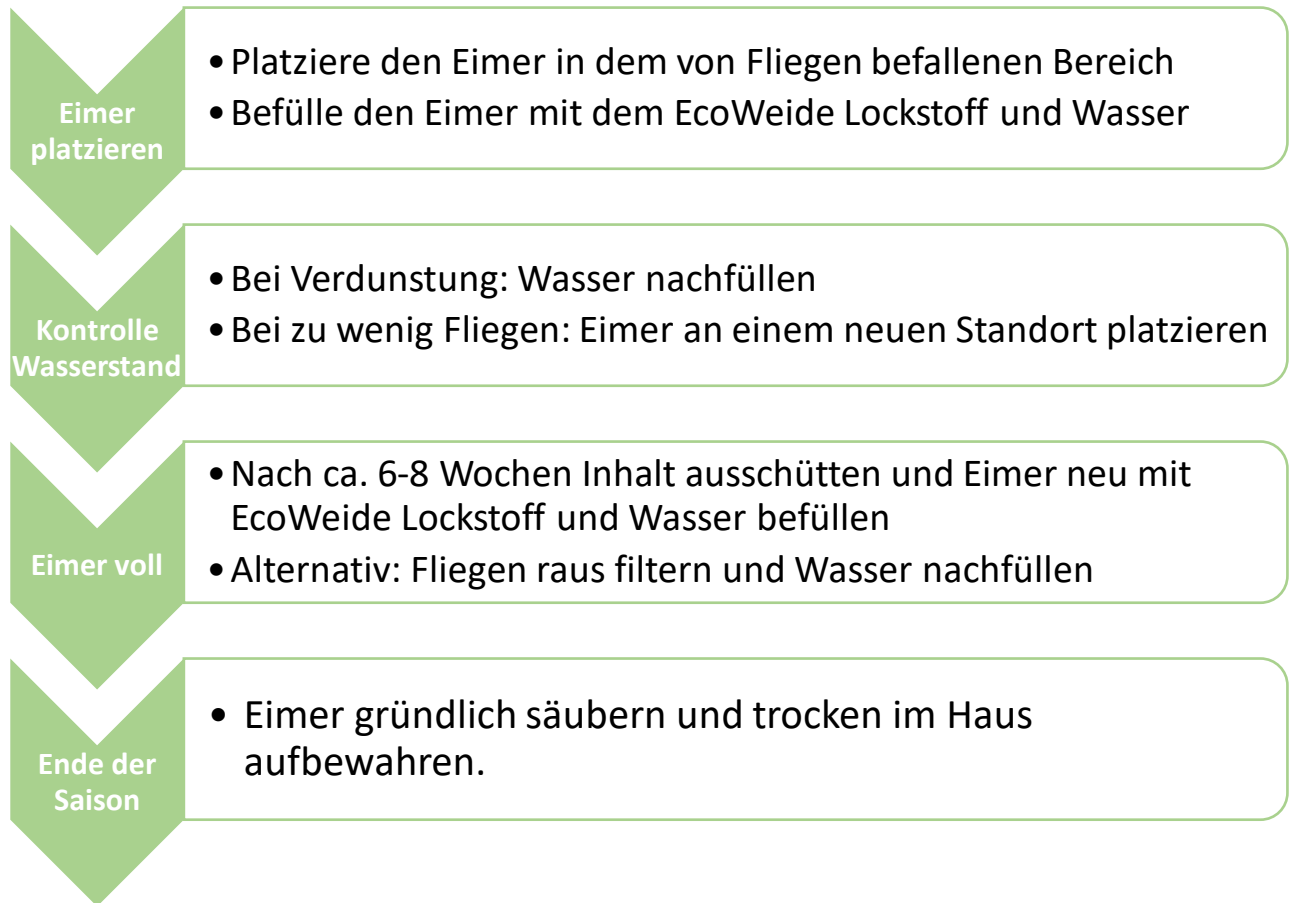 Eimer
platzieren
• Platziere den Eimer in dem von Fliegen befallenen Bereich
• Befülle den Eimer mit dem EcoWeide Lockstoff und Wasser
Kontrolle
Wasserstand
• Bei Verdunstung: Wasser nachfüllen
• Bei zu wenig Fliegen: Eimer an einem neuen Standort platzieren
Eimer voll
• Nach ca. 6-8 Wochen Inhalt ausschütten und Eimer neu mit
EcoWeide Lockstoff und Wasser befüllen
• Alternativ: Fliegen raus filtern und Wasser nachfüllen
Ende der
Saison
• Eimer gründlich säubern und trocken im Haus
aufbewahren.